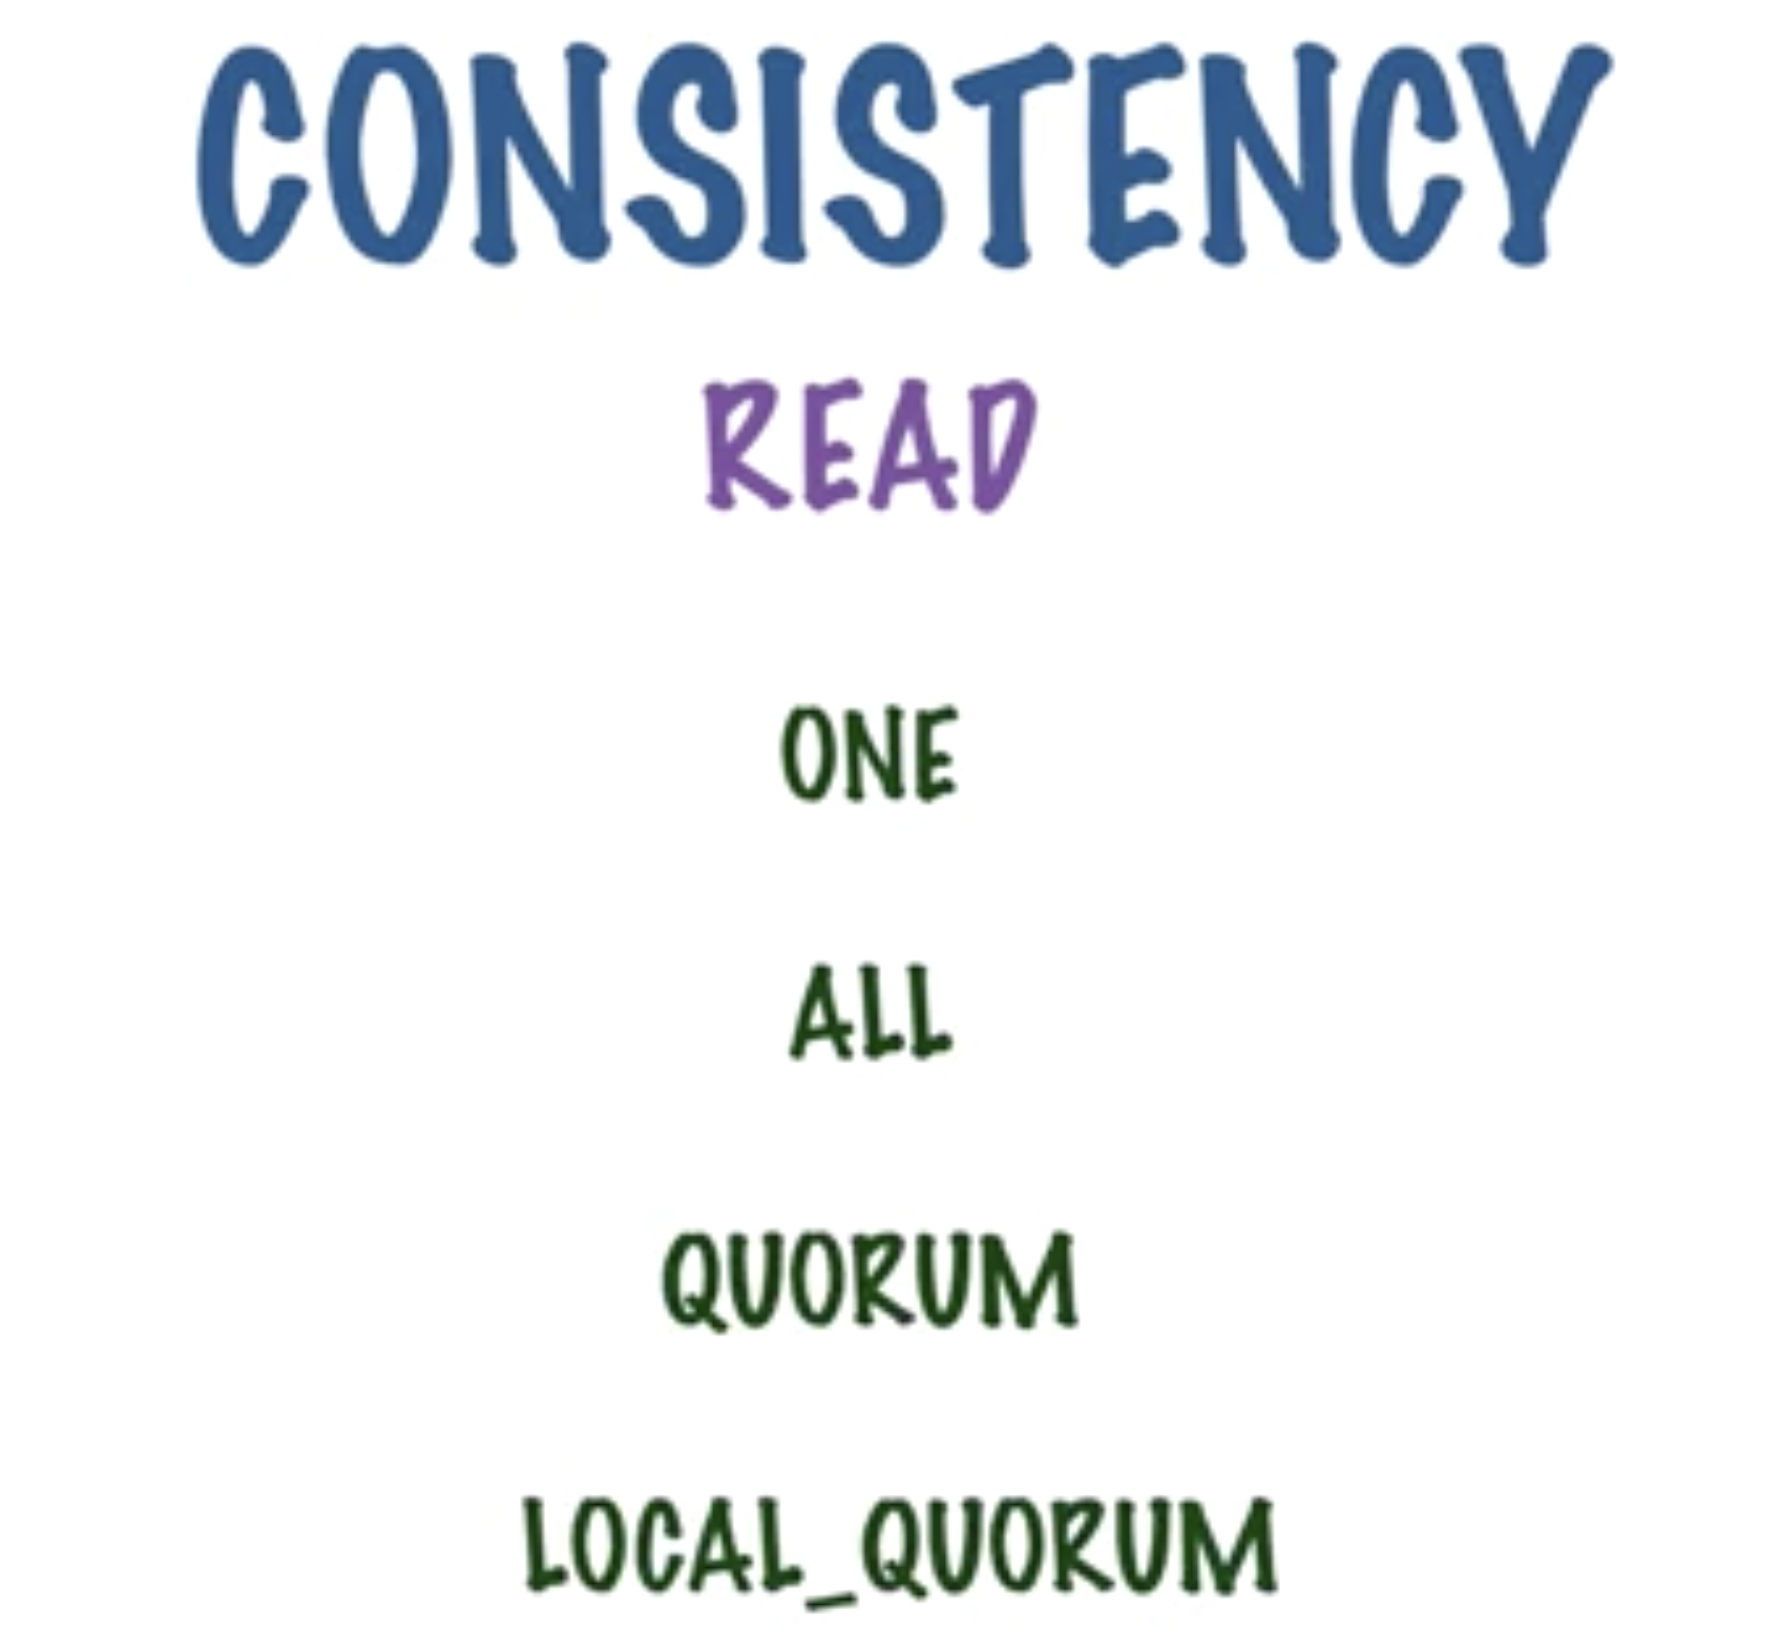 CONSISTENCY
READ
ONE
ALL
QUORUM
LOCAL_QUORUM